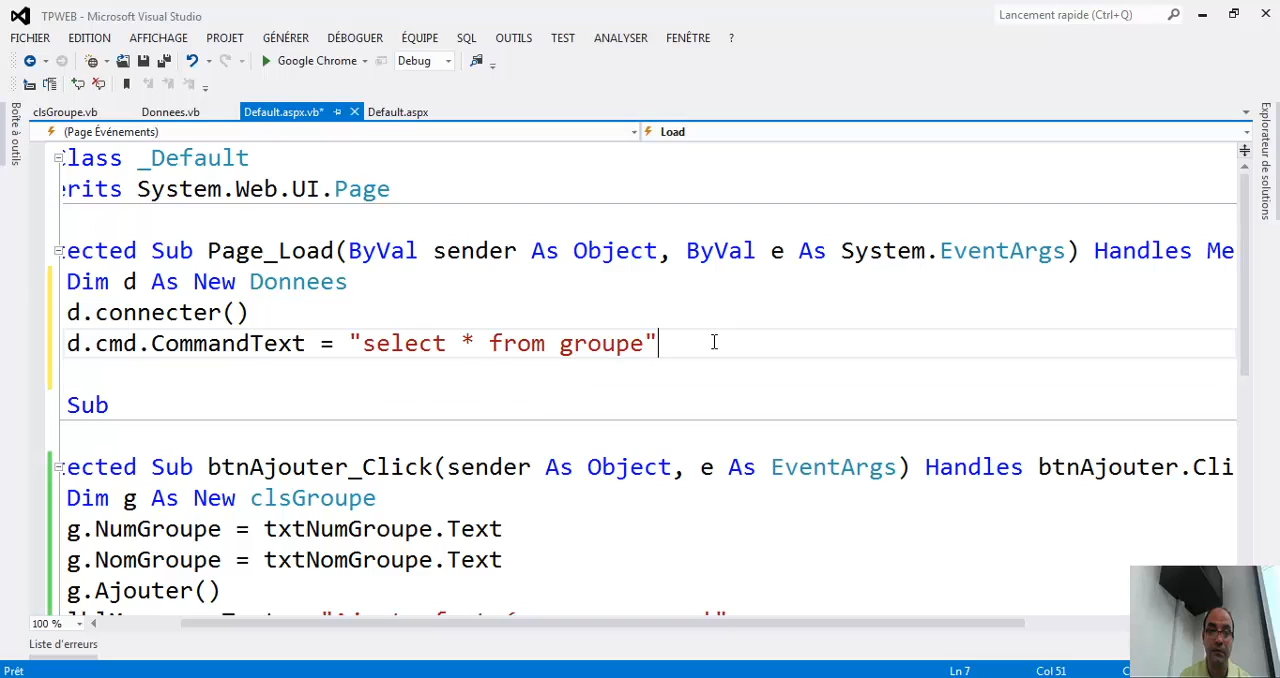 TPWEB - Microsoft Visual Studio
Lancement rapide (Ctrl+Q)
FICHIER EDITION AFFICHAGE PROJET GÉNÉRER DÉBOGUER ÉQUIPE SQL OUTILS TEST ANALYSER FENÊTRE ?
Google Chrome Debug
clsGroupe.vb Donnees.vb Default.aspx.vb* Default.aspx
Boîte à outils
Explorateur de solutions
(Page Événements) Load
Class _Default
erits System.Web.UI.Page
ected Sub Page_Load(ByVal sender As Object, ByVal e As System.EventArgs) Handles Me
Dim d As New Donnees
d.connecter()
d.cmd.CommandText = "select * from groupe"
Sub
ected Sub btnAjouter_Click(sender As Object, e As EventArgs) Handles btnAjouter.Cli
Dim g As New clsGroupe
g.NumGroupe = txtNumGroupe.Text
g.NomGroupe = txtNomGroupe.Text
g.Ajouter()
100 %
Liste d'erreurs
Prêt Ln 7 Col 51 C